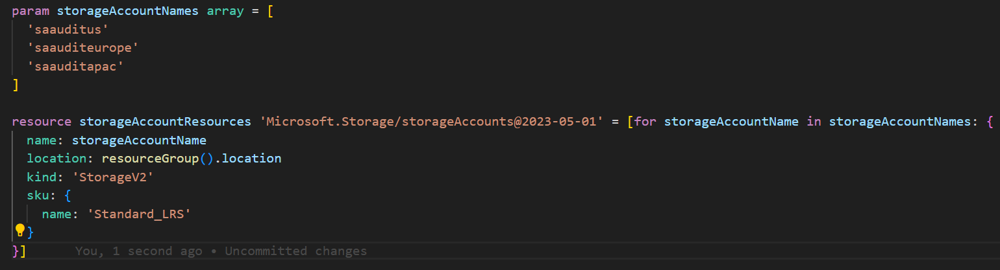 param storageAccountNames array = [
  'saauditus'
  'saauditeurope'
  'saauditapac'
]
resource storageAccountResources 'Microsoft.Storage/storageAccounts@2023-05-01' = [for storageAccountName in storageAccountNames: {
  name: storageAccountName
  location: resourceGroup().location
  kind: 'StorageV2'
  sku: {
    name: 'Standard_LRS'
  }
}]        You, 1 second ago • Uncommitted changes